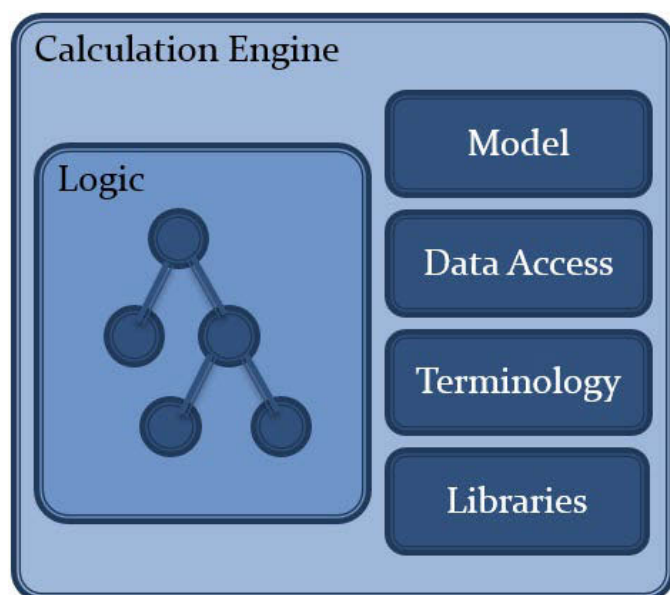 Calculation Engine
Logic
Model
Data Access
Terminology
Libraries